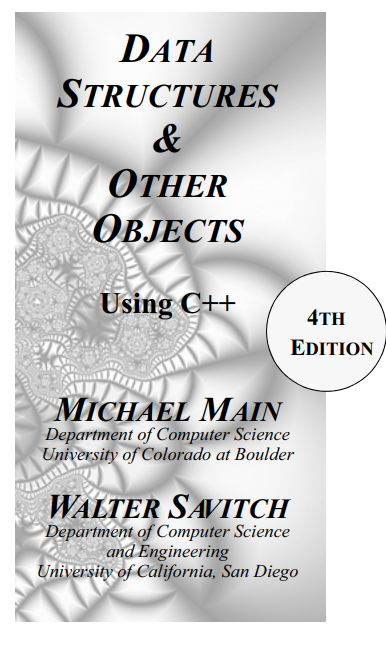 DATA
STRUCTURES
&
OTHER
OBJECTS
Using C++
4TH
EDITION
MICHAEL MAIN
Department of Computer Science
University of Colorado at Boulder
WALTER SAVITCH
Department of Computer Science
and Engineering
University of California, San Diego